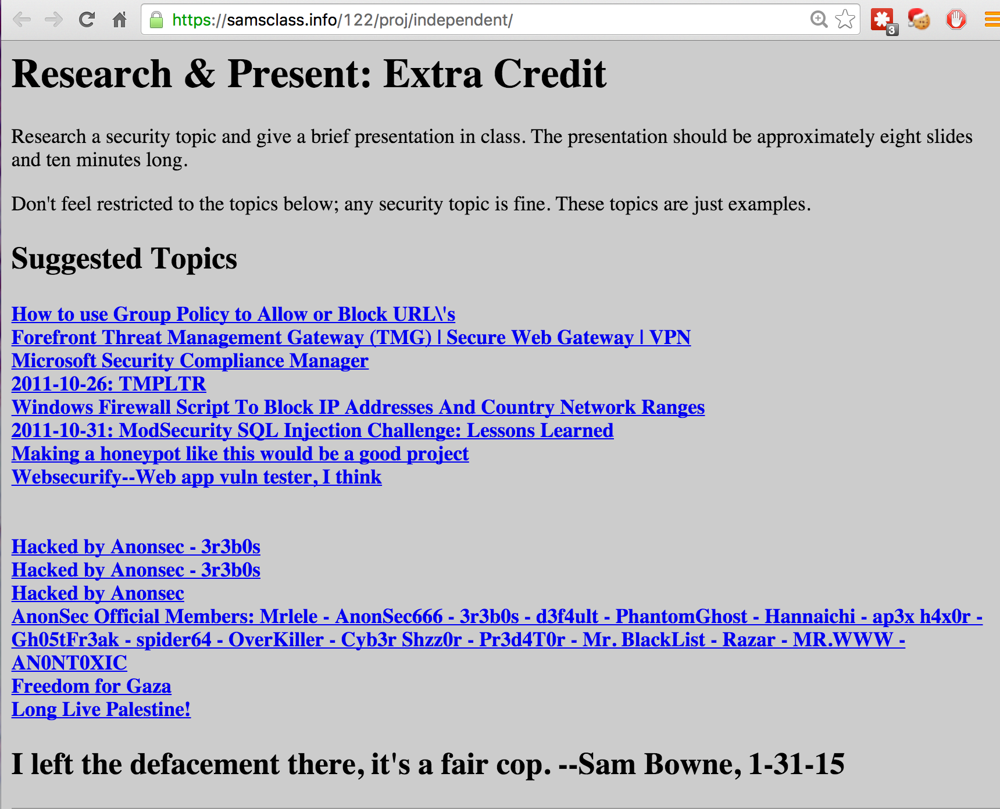 https://samsclass.info/122/proj/independent/
3
Research & Present: Extra Credit
Research a security topic and give a brief presentation in class. The presentation should be approximately eight slides
and ten minutes long.
Don't feel restricted to the topics below; any security topic is fine. These topics are just examples.
Suggested Topics
How to use Group Policy to Allow or Block URL\'s
Forefront Threat Management Gateway (TMG) | Secure Web Gateway | VPN
Microsoft Security Compliance Manager
2011-10-26: TMPLTR
Windows Firewall Script To Block IP Addresses And Country Network Ranges
2011-10-31: ModSecurity SQL Injection Challenge: Lessons Learned
Making a honeypot like this would be a good project
Websecurify--Web app vuln tester, I think
Hacked by Anonsec - 3r3b0s
Hacked by Anonsec - 3r3b0s
Hacked by Anonsec
AnonSec Official Members: Mrlele - AnonSec666 - 3r3b0s - d3f4ult - PhantomGhost - Hannaichi - ap3x h4x0r -
Gh05tFr3ak - spider64 - OverKiller - Cyb3r Shzz0r - Pr3d4T0r - Mr. BlackList - Razar - MR.WWW -
AN0NT0XIC
Freedom for Gaza
Long Live Palestine!
I left the defacement there, it's a fair cop. --Sam Bowne, 1-31-15